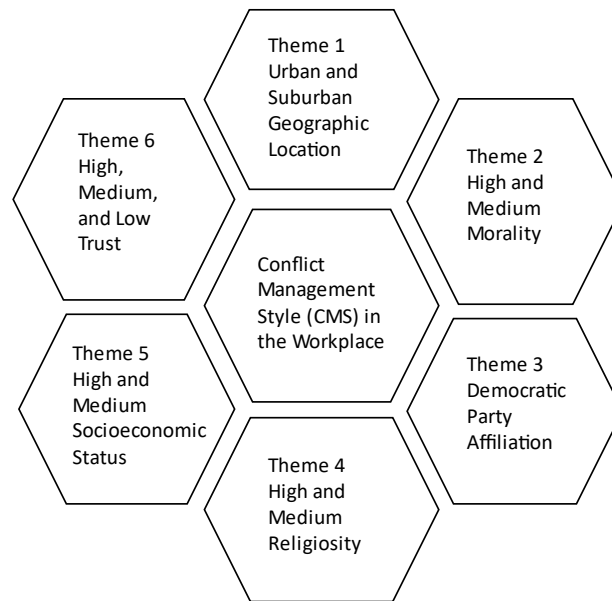 Theme 1
Urban and
Suburban
Geographic
Location
Theme 2
High and
Medium
Morality
Theme 3
Democratic
Party
Affiliation
Theme 4
High and
Medium
Religiosity
Theme 5
High and
Medium
Socioeconomic
Status
Theme 6
High,
Medium,
and Low
Trust
Conflict
Management
Style (CMS) in
the Workplace